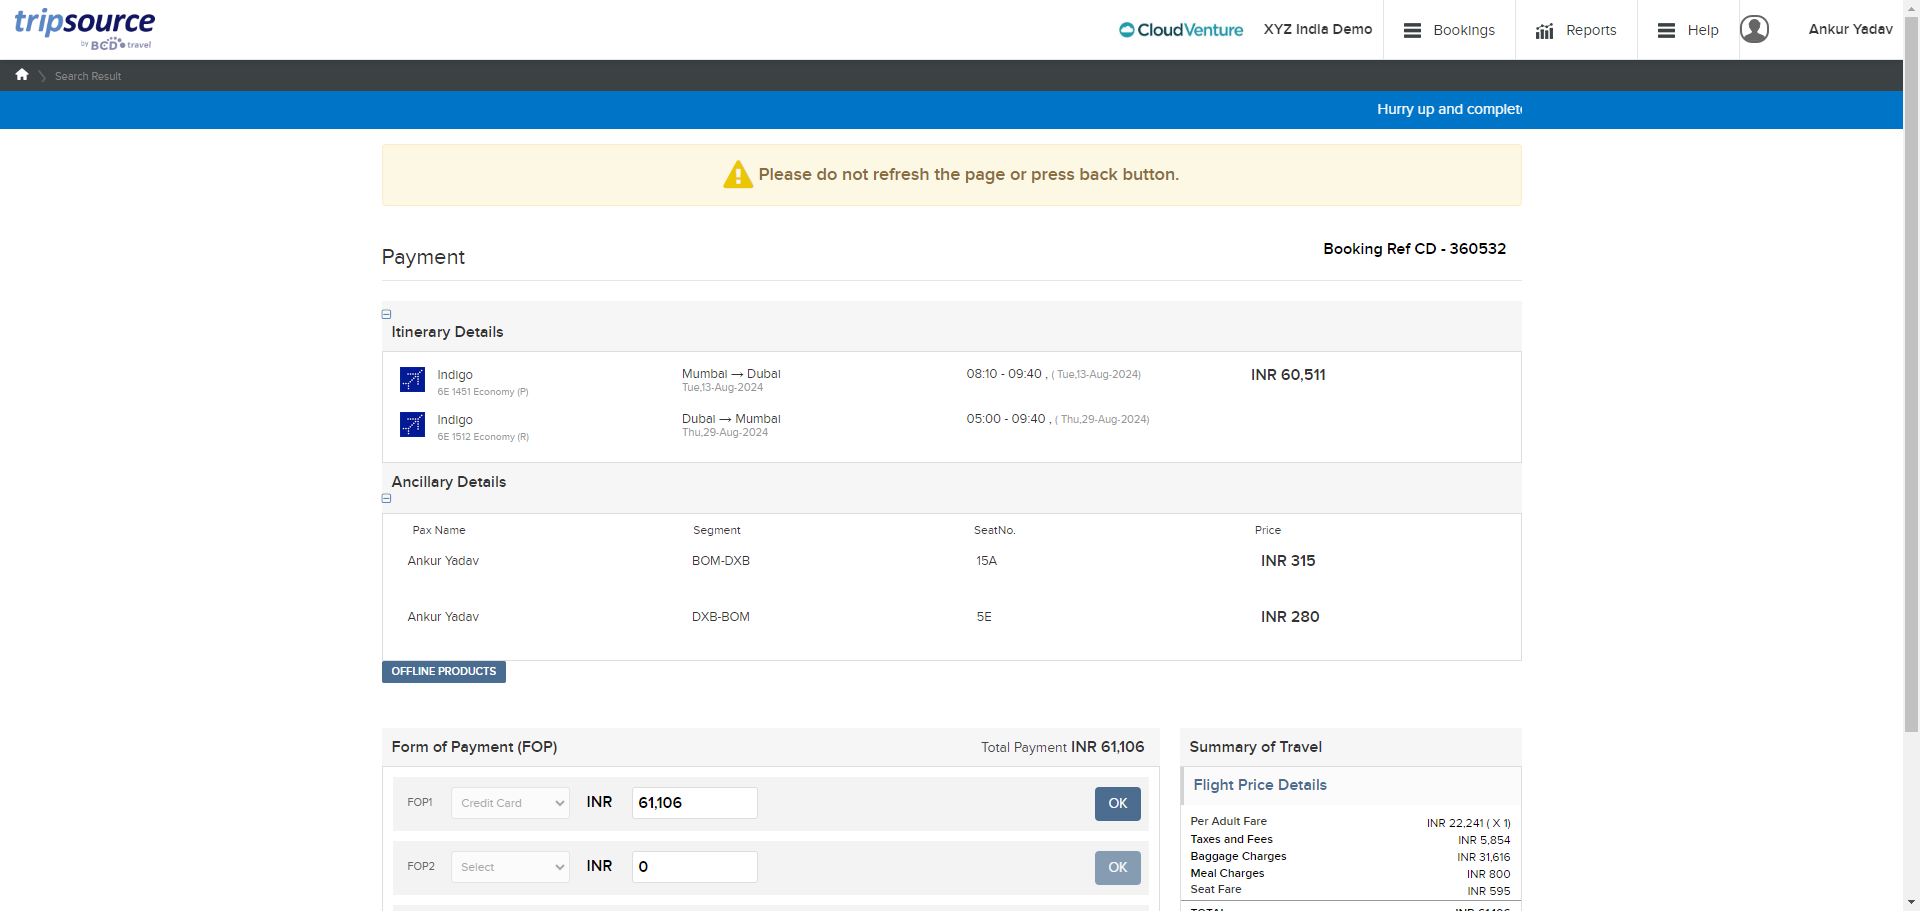 tripsource
by BCD travel
CloudVenture
XYZ India Demo
Bookings
Reports
Help
Ankur Yadav
Search Result
Hurry up and complete
Please do not refresh the page or press back button.
Payment
Booking Ref CD - 360532
Itinerary Details
Indigo
6E 1451 Economy (P)
Mumbai → Dubai
Tue,13-Aug-2024
08:10 - 09:40 , ( Tue,13-Aug-2024)
INR 60,511
Indigo
6E 1512 Economy (R)
Dubai → Mumbai
Thu,29-Aug-2024
05:00 - 09:40 , ( Thu,29-Aug-2024)
Ancillary Details
Pax Name Segment SeatNo. Price
Ankur Yadav BOM-DXB 15A INR 315
Ankur Yadav DXB-BOM 5E INR 280
OFFLINE PRODUCTS
Form of Payment (FOP) Total Payment INR 61,106
FOP1 Credit Card INR 61,106 OK
FOP2 Select INR 0 OK
Summary of Travel
Flight Price Details
Per Adult Fare INR 22,241 ( X 1)
Taxes and Fees INR 5,854
Baggage Charges INR 31,616
Meal Charges INR 800
Seat Fare INR 595
TOTAL INR 61,106